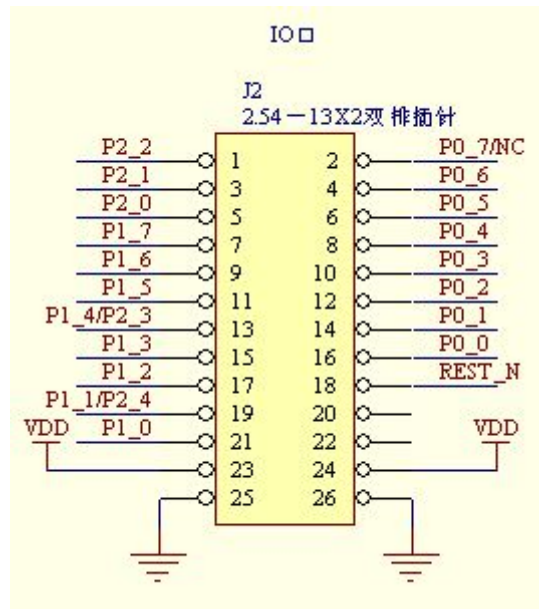 IO口
J2
2.54－13X2双排插针
P2_2 1 2 P0_7/NC
P2_1 3 4 P0_6
P2_0 5 6 P0_5
P1_7 7 8 P0_4
P1_6 9 10 P0_3
P1_5 11 12 P0_2
P1_4/P2_3 13 14 P0_1
P1_3 15 16 P0_0
P1_2 17 18 REST_N
P1_1/P2_4 19 20
VDD P1_0 21 22 VDD
23 24
25 26